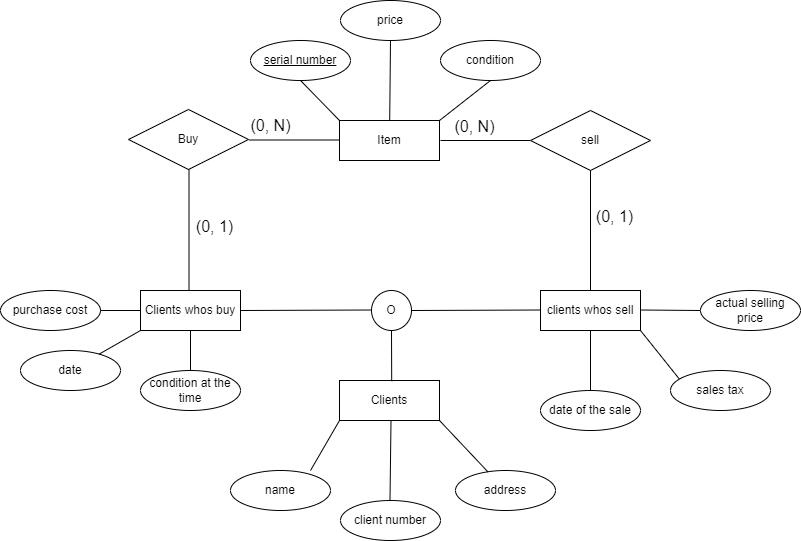 price
serial number
condition
Buy
(0, N)
Item
(0, N)
sell
(0, 1)
(0, 1)
purchase cost
Clients whos buy
O
clients whos sell
actual selling
price
date
condition at the
time
Clients
date of the sale
sales tax
name
client number
address